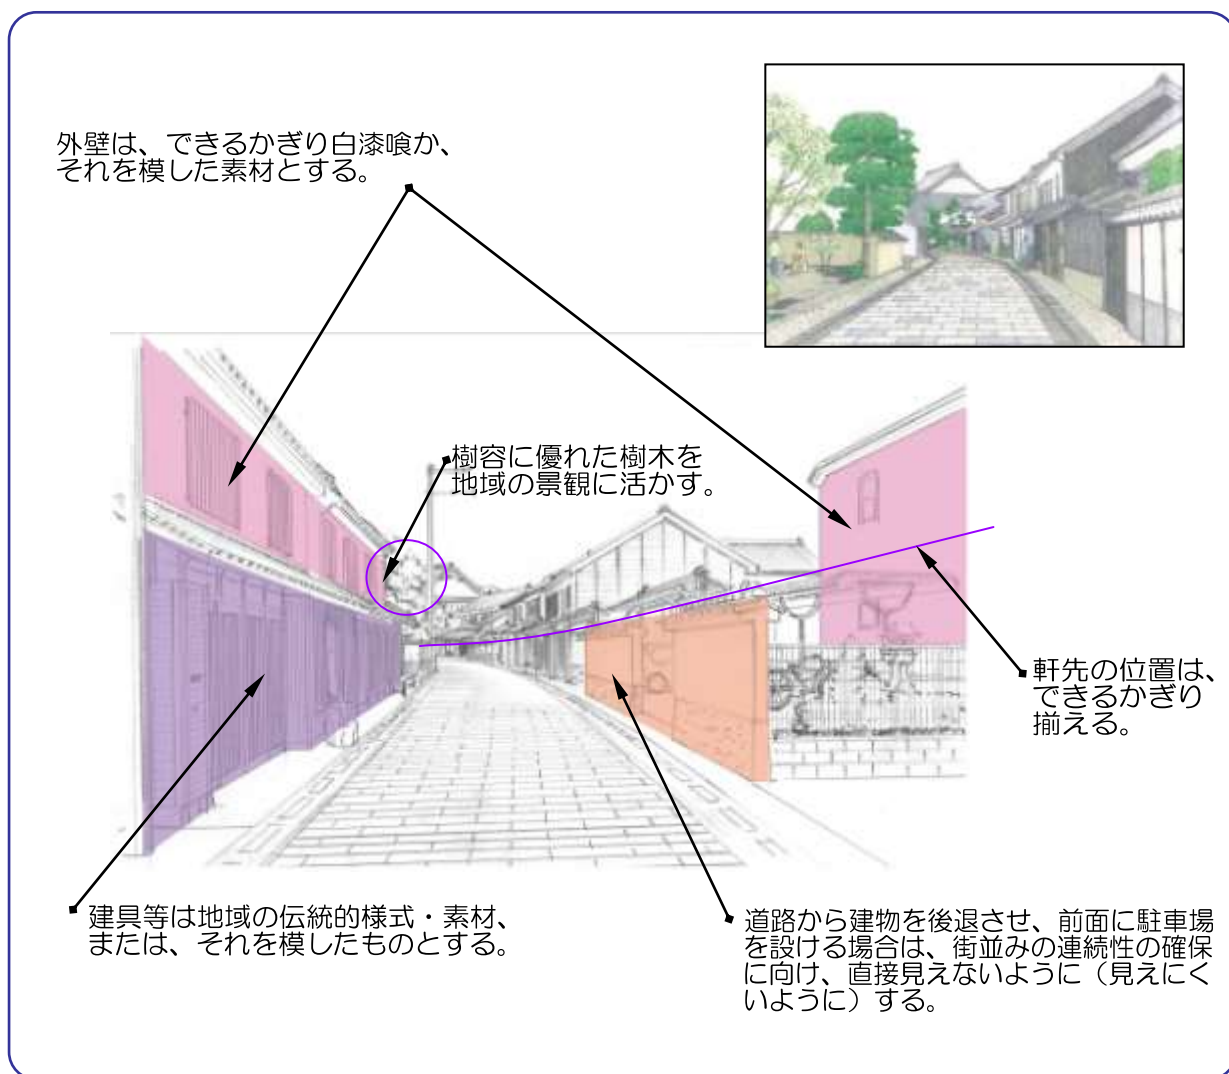 外壁は、できるかぎり白漆喰か、
それを模した素材とする。
樹容に優れた樹木を
地域の景観に活かす。
軒先の位置は、
できるかぎり
揃える。
建具等は地域の伝統的様式・素材、
または、それを模したものとする。
道路から建物を後退させ、前面に駐車場
を設ける場合は、街並みの連続性の確保
に向け、直接見えないように（見えにく
いように）する。